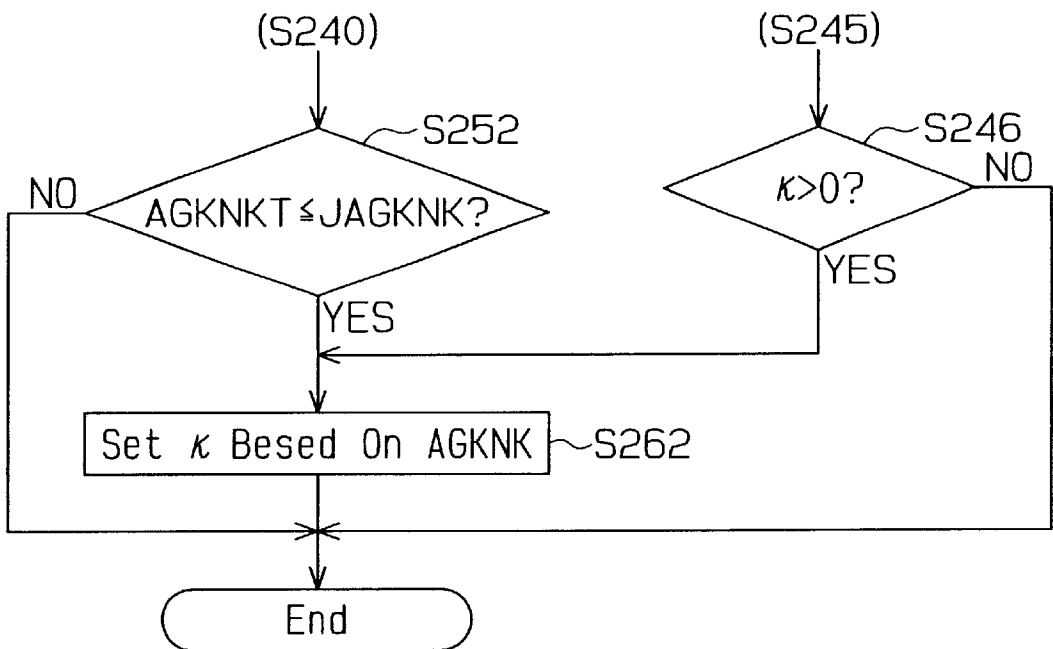 (S240)
(S245)
S252
S246
NO
AGKNKT≦JAGKNK?
κ>0?
NO
YES
YES
Set κ Besed On AGKNK
S262
End